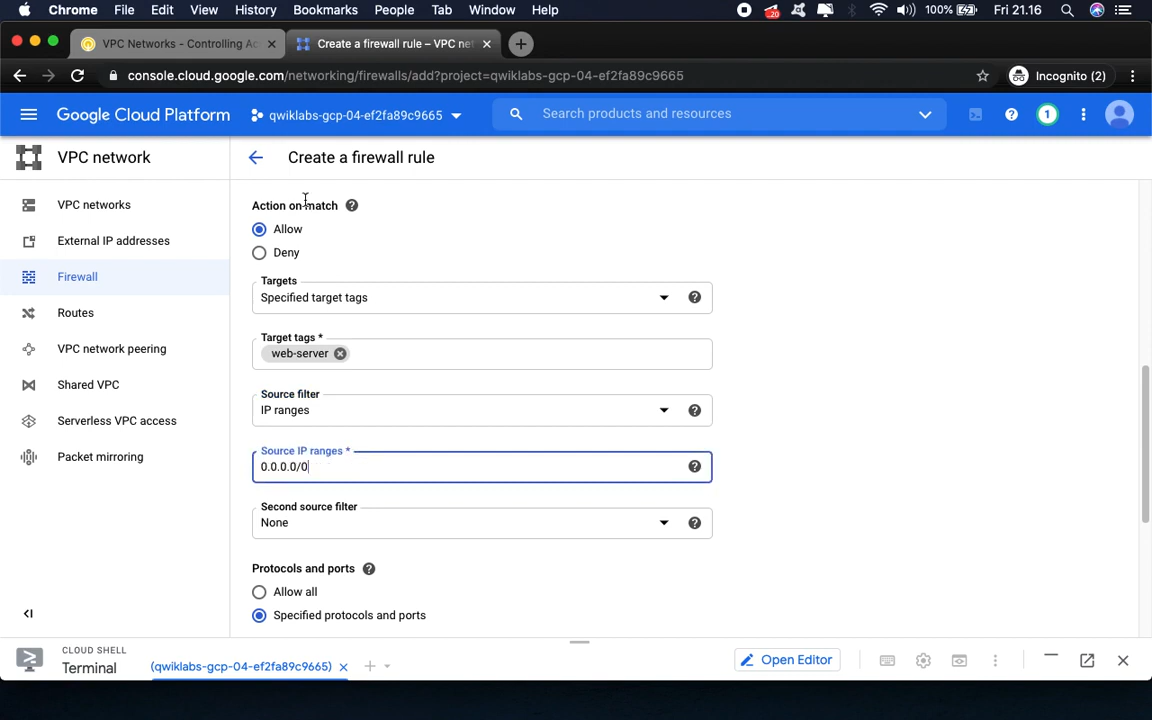 Chrome File Edit View History Bookmarks People Tab Window Help 20 100% Fri 21.16
VPC Networks - Controlling Ac Create a firewall rule – VPC net
console.cloud.google.com/networking/firewalls/add?project=qwiklabs-gcp-04-ef2fa89c9665 Incognito (2)
Google Cloud Platform qwiklabs-gcp-04-ef2fa89c9665 Search products and resources 1
VPC network Create a firewall rule
VPC networks
External IP addresses
Firewall
Routes
VPC network peering
Shared VPC
Serverless VPC access
Packet mirroring
Action on match
Allow
Deny
Targets
Specified target tags
Target tags *
web-server
Source filter
IP ranges
Source IP ranges *
0.0.0.0/0
Second source filter
None
Protocols and ports
Allow all
Specified protocols and ports
CLOUD SHELL
Terminal (qwiklabs-gcp-04-ef2fa89c9665) Open Editor